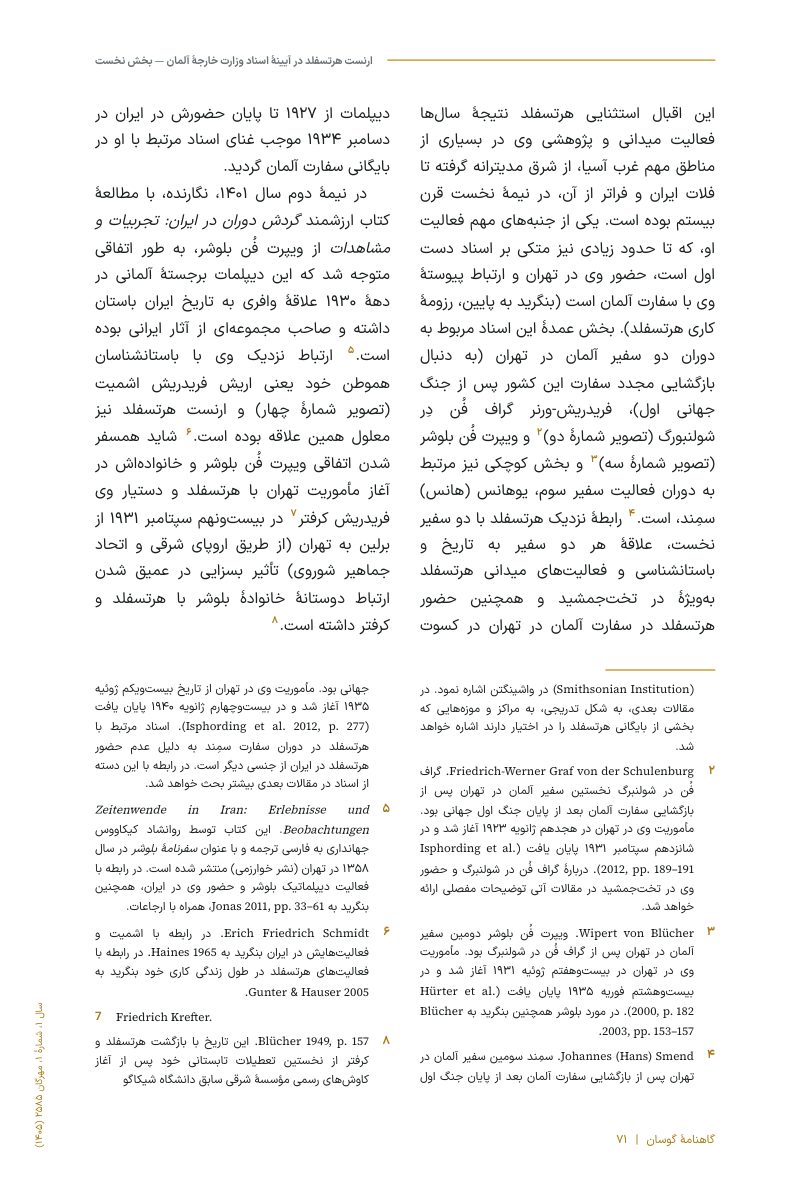 ارنست هرتسفلد در آیینهٔ اسناد وزارت خارجهٔ آلمان — بخش نخست
این اقبال استثنایی هرتسفلد نتیجهٔ سال‌ها
فعالیت میدانی و پژوهشی وی در بسیاری از
مناطق مهم غرب آسیا، از شرق مدیترانه گرفته تا
فلات ایران و فراتر از آن، در نیمهٔ نخست قرن
بیستم بوده است. یکی از جنبه‌های مهم فعالیت
او، که تا حدود زیادی نیز متکی بر اسناد دست
اول است، حضور وی در تهران و ارتباط پیوستهٔ
وی با سفارت آلمان است (بنگرید به پایین، رزومهٔ
کاری هرتسفلد). بخش عمدهٔ این اسناد مربوط به
دوران دو سفیر آلمان در تهران (به دنبال
بازگشایی مجدد سفارت این کشور پس از جنگ
جهانی اول)، فریدریش-ورنر گراف فُن دِر
شولنبورگ (تصویر شمارهٔ دو)۲ و ویپرت فُن بلوشر
(تصویر شمارهٔ سه)۳ و بخش کوچکی نیز مرتبط
به دوران فعالیت سفیر سوم، یوهانس (هانس)
سمِند، است.۴ رابطهٔ نزدیک هرتسفلد با دو سفیر
نخست، علاقهٔ هر دو سفیر به تاریخ و
باستانشناسی و فعالیت‌های میدانی هرتسفلد
به‌ویژهٔ در تخت‌جمشید و همچنین حضور
هرتسفلد در سفارت آلمان در تهران در کسوت
دیپلمات از ۱۹۲۷ تا پایان حضورش در ایران در
دسامبر ۱۹۳۴ موجب غنای اسناد مرتبط با او در
بایگانی سفارت آلمان گردید.
در نیمهٔ دوم سال ۱۴۰۱، نگارنده، با مطالعهٔ
کتاب ارزشمند گردش دوران در ایران: تجربیات و
مشاهدات از ویپرت فُن بلوشر، به طور اتفاقی
متوجه شد که این دیپلمات برجستهٔ آلمانی در
دههٔ ۱۹۳۰ علاقهٔ وافری به تاریخ ایران باستان
داشته و صاحب مجموعه‌ای از آثار ایرانی بوده
است.۵ ارتباط نزدیک وی با باستانشناسان
هموطن خود یعنی اریش فریدریش اشمیت
(تصویر شمارهٔ چهار) و ارنست هرتسفلد نیز
معلول همین علاقه بوده است.۶ شاید همسفر
شدن اتفاقی ویپرت فُن بلوشر و خانواده‌اش در
آغاز مأموریت تهران با هرتسفلد و دستیار وی
فریدریش کرفتر۷ در بیست‌ونهم سپتامبر ۱۹۳۱ از
برلین به تهران (از طریق اروپای شرقی و اتحاد
جماهیر شوروی) تأثیر بسزایی در عمیق شدن
ارتباط دوستانهٔ خانوادهٔ بلوشر با هرتسفلد و
کرفتر داشته است.۸
(Smithsonian Institution) در واشینگتن اشاره نمود. در
مقالات بعدی، به شکل تدریجی، به مراکز و موزه‌هایی که
بخشی از بایگانی هرتسفلد را در اختیار دارند اشاره خواهد
شد.
۲ Friedrich-Werner Graf von der Schulenburg. گراف
فُن در شولنبرگ نخستین سفیر آلمان در تهران پس از
بازگشایی سفارت آلمان بعد از پایان جنگ اول جهانی بود.
مأموریت وی در تهران در هجدهم ژانویه ۱۹۲۳ آغاز شد و در
شانزدهم سپتامبر ۱۹۳۱ پایان یافت (Isphording et al.
2012, pp. 189–191). دربارهٔ گراف فُن در شولنبرگ و حضور
وی در تخت‌جمشید در مقالات آتی توضیحات مفصلی ارائه
خواهد شد.
۳ Wipert von Blücher. ویپرت فُن بلوشر دومین سفیر
آلمان در تهران پس از گراف فُن در شولنبرگ بود. مأموریت
وی در تهران در بیست‌وهفتم ژوئیه ۱۹۳۱ آغاز شد و در
بیست‌وهشتم فوریه ۱۹۳۵ پایان یافت (Hürter et al.
2000, p. 182). در مورد بلوشر همچنین بنگرید به Blücher
2003, pp. 153–157.
۴ Johannes (Hans) Smend. سمِند سومین سفیر آلمان در
تهران پس از بازگشایی سفارت آلمان بعد از پایان جنگ اول
جهانی بود. مأموریت وی در تهران از تاریخ بیست‌ویکم ژوئیه
۱۹۳۵ آغاز شد و در بیست‌وچهارم ژانویه ۱۹۴۰ پایان یافت
(Isphording et al. 2012, p. 277). اسناد مرتبط با
هرتسفلد در دوران سفارت سمِند به دلیل عدم حضور
هرتسفلد در ایران از جنسی دیگر است. در رابطه با این دسته
از اسناد در مقالات بعدی بیشتر بحث خواهد شد.
۵ Zeitenwende in Iran: Erlebnisse und
Beobachtungen. این کتاب توسط روانشاد کیکاووس
جهانداری به فارسی ترجمه و با عنوان سفرنامهٔ بلوشر در سال
۱۳۵۸ در تهران (نشر خوارزمی) منتشر شده است. در رابطه با
فعالیت دیپلماتیک بلوشر و حضور وی در ایران، همچنین
بنگرید به Jonas 2011, pp. 33–61، همراه با ارجاعات.
۶ Erich Friedrich Schmidt. در رابطه با اشمیت و
فعالیت‌هایش در ایران بنگرید به Haines 1965. در رابطه با
فعالیت‌های هرتسفلد در طول زندگی کاری خود بنگرید به
Gunter & Hauser 2005.
7 Friedrich Krefter.
۸ Blücher 1949, p. 157. این تاریخ با بازگشت هرتسفلد و
کرفتر از نخستین تعطیلات تابستانی خود پس از آغاز
کاوش‌های رسمی مؤسسهٔ شرقی سابق دانشگاه شیکاگو
سال ۱، شمارهٔ ۱، مهرگان ۲۵۸۵ (۱۴۰۵)
گاهنامهٔ گوسان | ۷۱